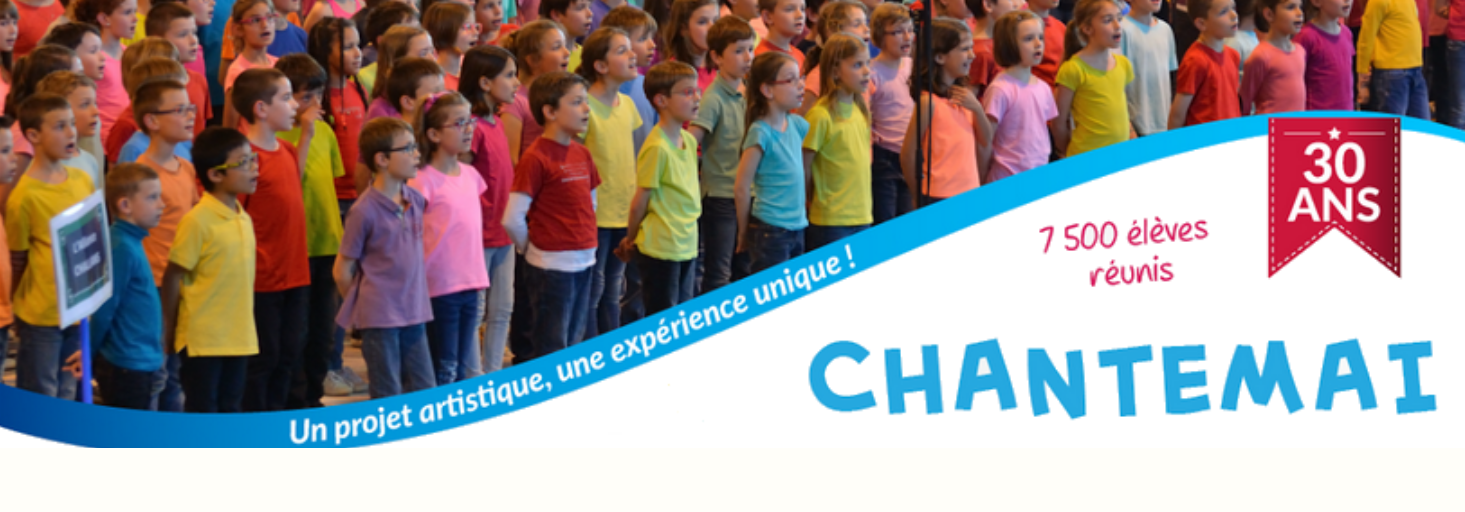 30
ANS
7 500 élèves
réunis
Un projet artistique, une expérience unique !
CHANTEMAI